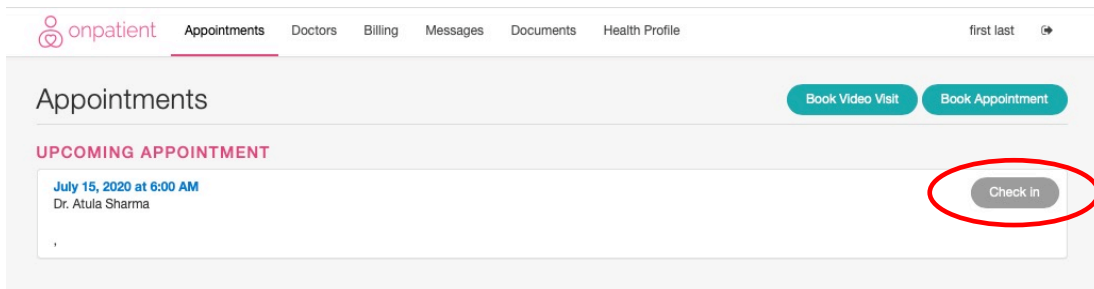 onpatient Appointments Doctors Billing Messages Documents Health Profile first last
Appointments Book Video Visit Book Appointment
UPCOMING APPOINTMENT
July 15, 2020 at 6:00 AM Check in
Dr. Atula Sharma
,